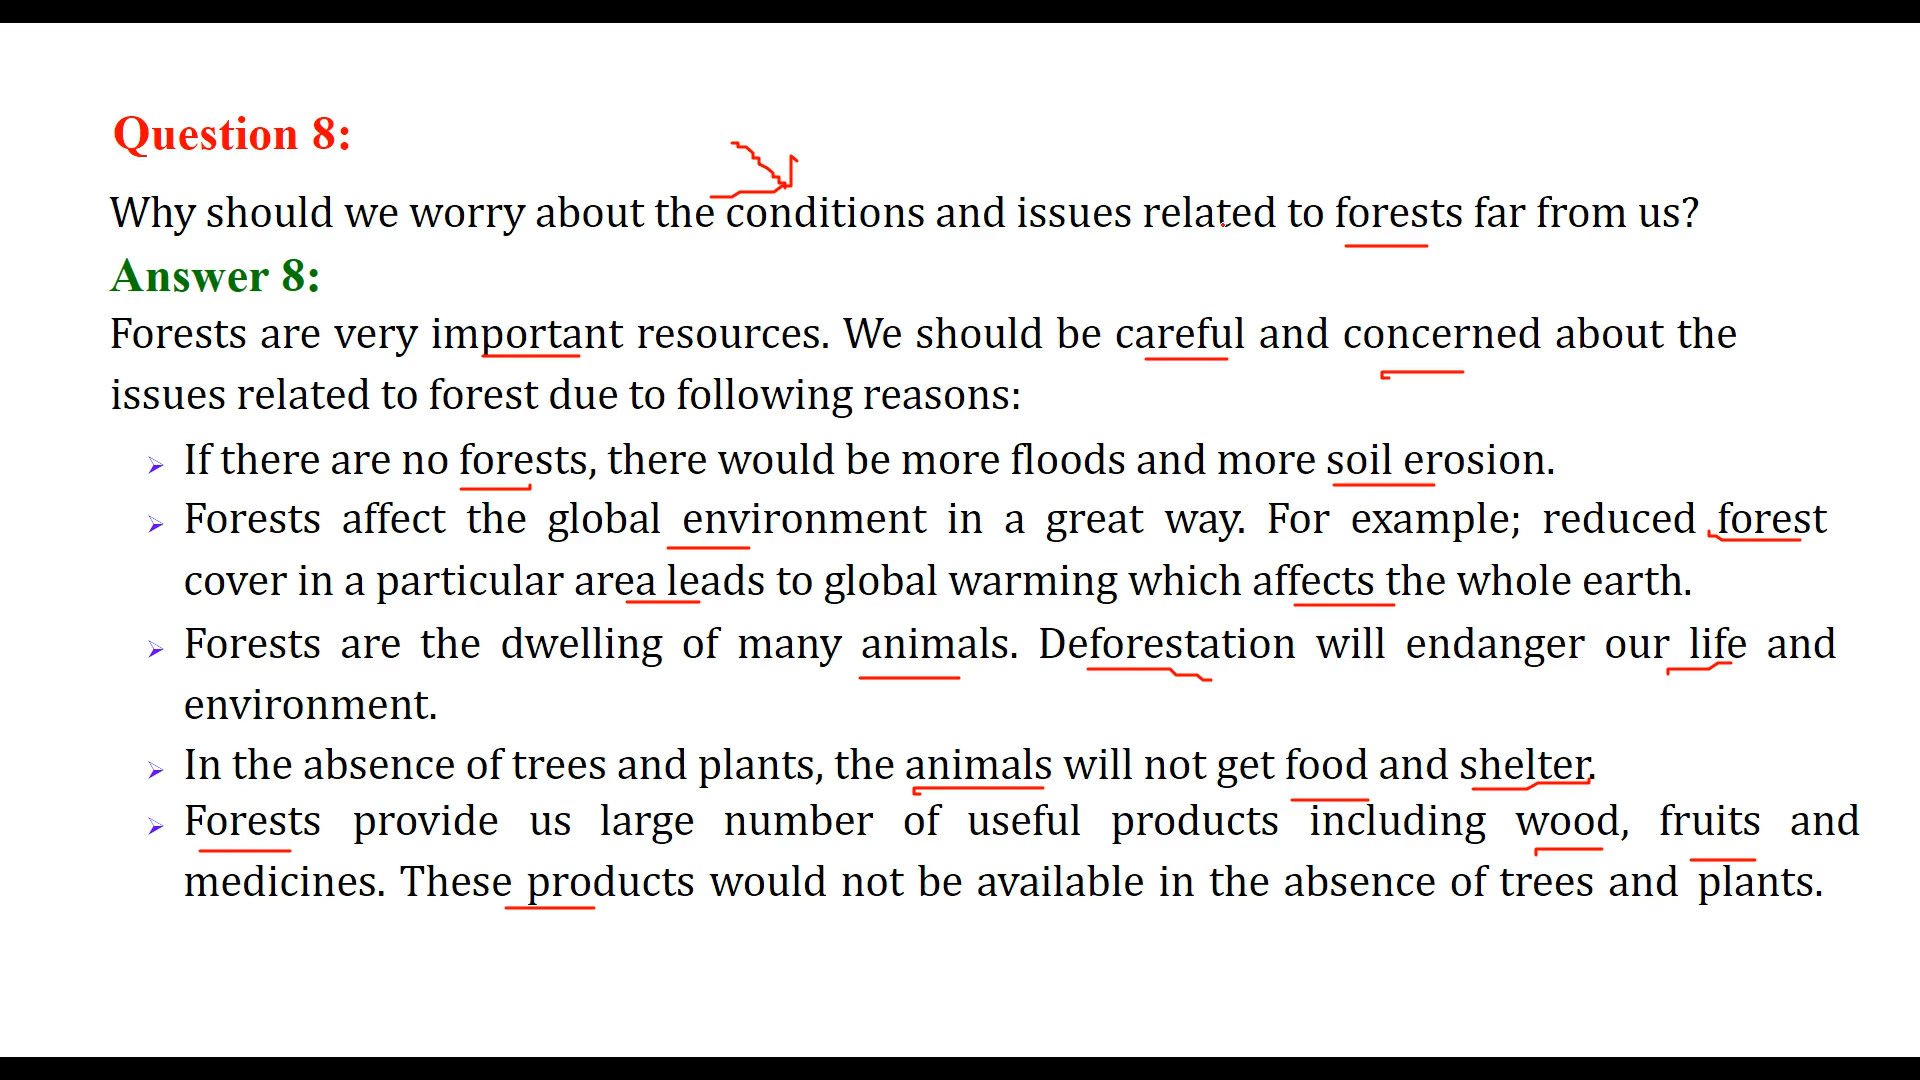 Question 8:
Why should we worry about the conditions and issues related to forests far from us?
Answer 8:
Forests are very important resources. We should be careful and concerned about the
issues related to forest due to following reasons:
If there are no forests, there would be more floods and more soil erosion.
Forests affect the global environment in a great way. For example; reduced forest
cover in a particular area leads to global warming which affects the whole earth.
Forests are the dwelling of many animals. Deforestation will endanger our life and
environment.
In the absence of trees and plants, the animals will not get food and shelter.
Forests provide us large number of useful products including wood, fruits and
medicines. These products would not be available in the absence of trees and plants.